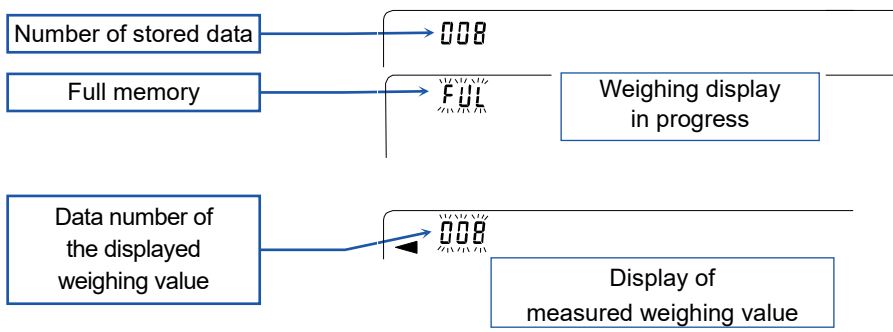 Number of stored data
008
Full memory
FUL
Weighing display
in progress
Data number of
the displayed
weighing value
008
Display of
measured weighing value